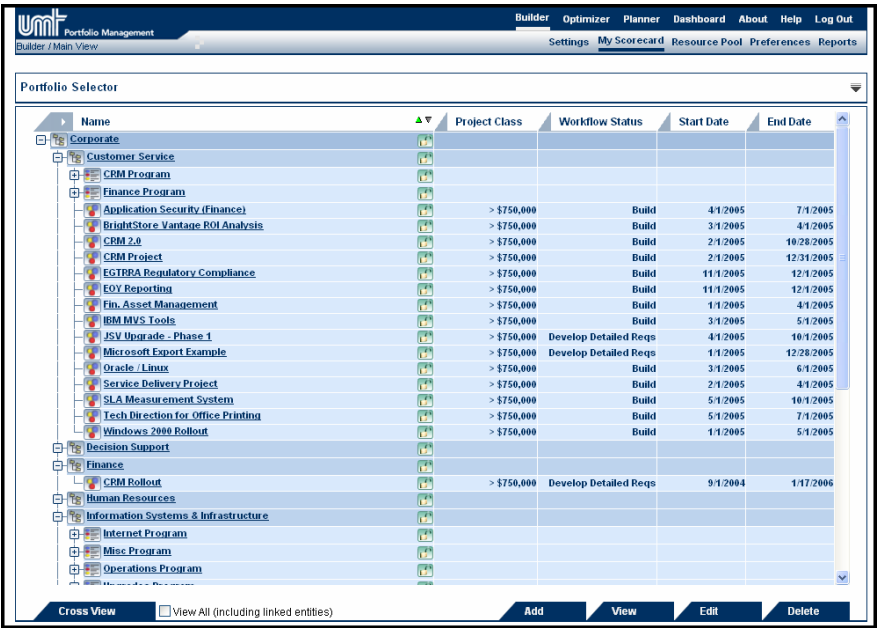 umt Portfolio Management
Builder Optimizer Planner Dashboard About Help Log Out
Builder / Main View
Settings My Scorecard Resource Pool Preferences Reports
Portfolio Selector
Name Project Class Workflow Status Start Date End Date
Corporate
Customer Service
CRM Program
Finance Program
Application Security (Finance) > $750,000 Build 4/1/2005 7/1/2005
BrightStore Vantage ROI Analysis > $750,000 Build 3/1/2005 4/1/2005
CRM 2.0 > $750,000 Build 2/1/2005 10/28/2005
CRM Project > $750,000 Build 2/1/2005 12/31/2005
EGTRRA Regulatory Compliance > $750,000 Build 11/1/2005 12/1/2005
EOY Reporting > $750,000 Build 11/1/2005 12/1/2005
Fin. Asset Management > $750,000 Build 1/1/2005 4/1/2005
IBM MVS Tools > $750,000 Build 3/1/2005 5/1/2005
JSV Upgrade - Phase 1 > $750,000 Develop Detailed Reqs 4/1/2005 10/1/2005
Microsoft Export Example > $750,000 Develop Detailed Reqs 1/1/2005 12/28/2005
Oracle / Linux > $750,000 Build 3/1/2005 6/1/2005
Service Delivery Project > $750,000 Build 2/1/2005 4/1/2005
SLA Measurement System > $750,000 Build 5/1/2005 10/1/2005
Tech Direction for Office Printing > $750,000 Build 5/1/2005 7/1/2005
Windows 2000 Rollout > $750,000 Build 1/1/2005 5/1/2005
Decision Support
Finance
CRM Rollout > $750,000 Develop Detailed Reqs 9/1/2004 1/17/2006
Human Resources
Information Systems & Infrastructure
Internet Program
Misc Program
Operations Program
Cross View View All (including linked entities) Add View Edit Delete